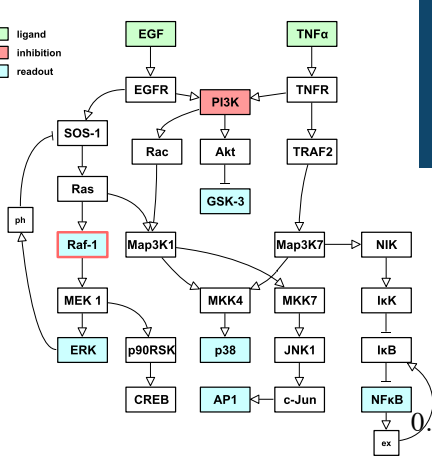 ligand
inhibition
readout
EGF
TNFα
EGFR
PI3K
TNFR
SOS-1
Rac
Akt
TRAF2
Ras
GSK-3
ph
Raf-1
Map3K1
Map3K7
NIK
MEK 1
MKK4
MKK7
IκK
ERK
p90RSK
p38
JNK1
IκB
CREB
AP1
c-Jun
NFκB
ex
0.